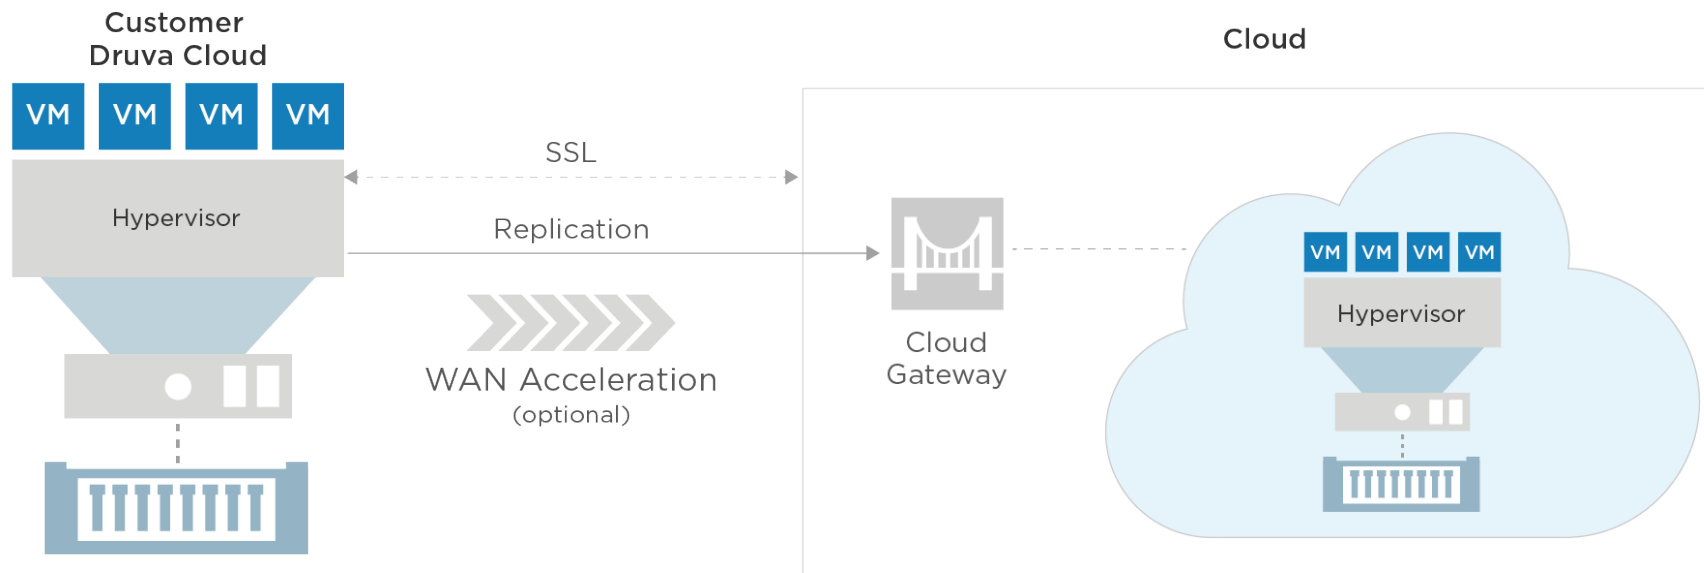 Customer
Druva Cloud
VM VM VM VM
Hypervisor
SSL
Replication
WAN Acceleration
(optional)
Cloud
Cloud
Gateway
VM VM VM VM
Hypervisor